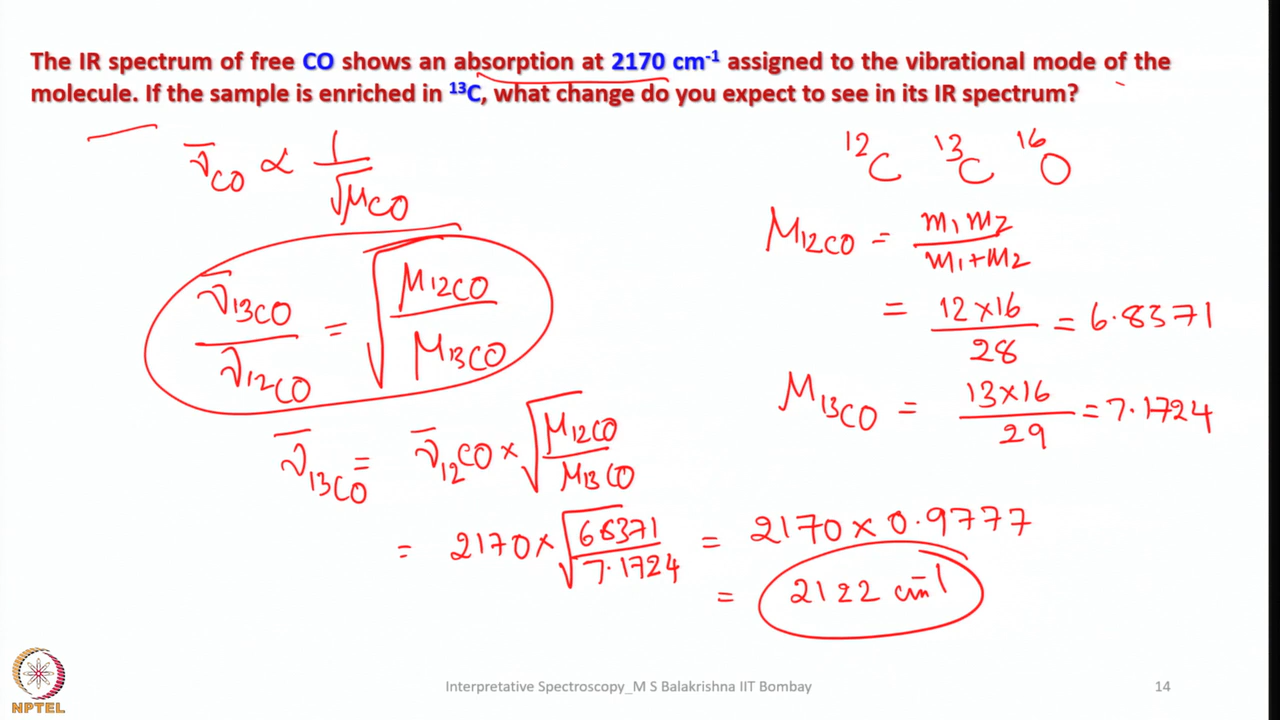 The IR spectrum of free CO shows an absorption at 2170 cm⁻¹ assigned to the vibrational mode of the
molecule. If the sample is enriched in ¹³C, what change do you expect to see in its IR spectrum?
ν̅CO ∝ 1/√μCO
ν̅13CO/ν̅12CO = √(μ12CO/μ13CO)
ν̅13CO = ν̅12CO × √(μ12CO/μ13CO)
= 2170 × √(6.8371/7.1724) = 2170 × 0.9777
= 2122 cm⁻¹
¹²C ¹³C ¹⁶O
μ12CO = m1m2/m1+m2
= 12×16/28 = 6.8371
μ13CO = 13×16/29 = 7.1724
NPTEL
Interpretative Spectroscopy_M S Balakrishna IIT Bombay
14